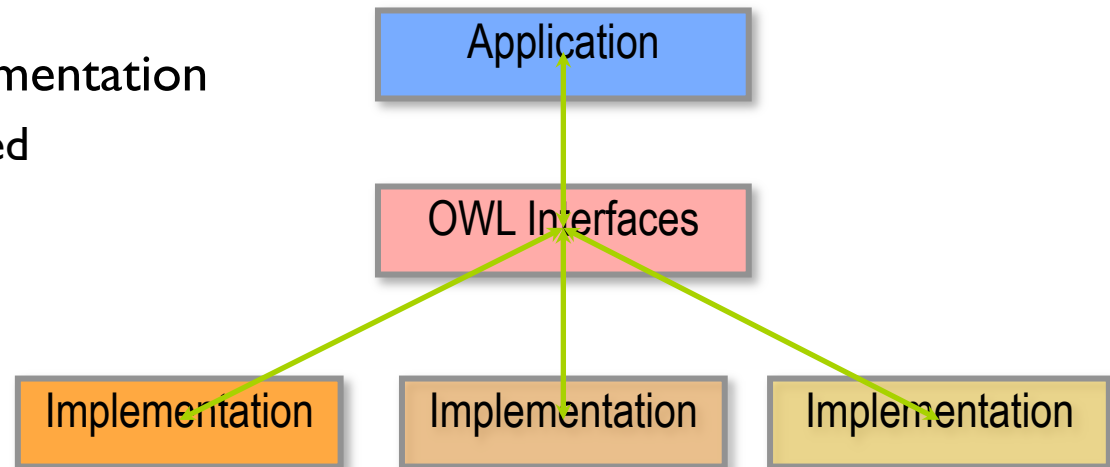 mentation
ed
Application
OWL Interfaces
Implementation
Implementation
Implementation